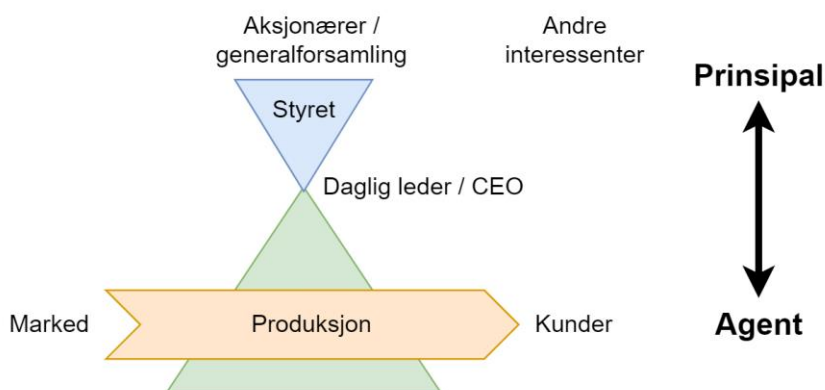 Aksjonærer /
generalforsamling
Andre
interessenter
Prinsipal
Styret
Daglig leder / CEO
Marked
Produksjon
Kunder
Agent